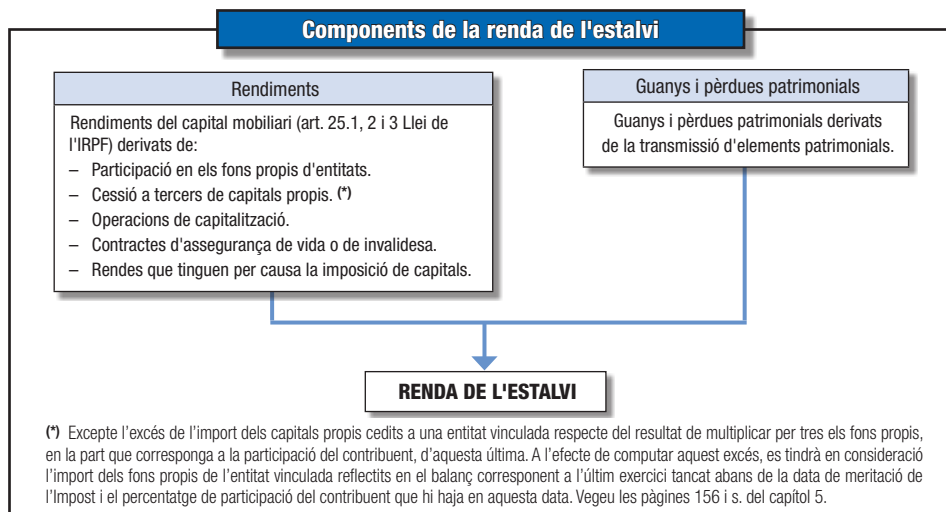 Components de la renda de l'estalvi
Rendiments
Rendiments del capital mobiliari (art. 25.1, 2 i 3 Llei de
l'IRPF) derivats de:
– Participació en els fons propis d'entitats.
– Cessió a tercers de capitals propis. (*)
– Operacions de capitalització.
– Contractes d'assegurança de vida o de invalidesa.
– Rendes que tinguen per causa la imposició de capitals.
Guanys i pèrdues patrimonials
Guanys i pèrdues patrimonials derivats
de la transmissió d'elements patrimonials.
RENDA DE L'ESTALVI
(*) Excepte l'excés de l'import dels capitals propis cedits a una entitat vinculada respecte del resultat de multiplicar per tres els fons propis,
en la part que corresponga a la participació del contribuent, d'aquesta última. A l'efecte de computar aquest excés, es tindrà en consideració
l'import dels fons propis de l'entitat vinculada reflectits en el balanç corresponent a l'últim exercici tancat abans de la data de meritació de
l'Impost i el percentatge de participació del contribuent que hi haja en aquesta data. Vegeu les pàgines 156 i s. del capítol 5.